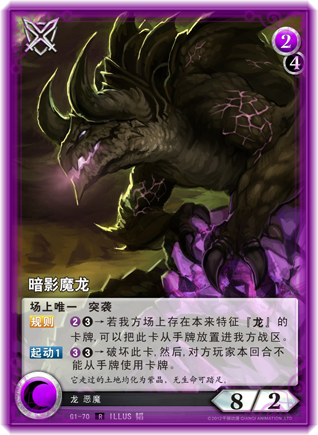 2
4
暗影魔龙
场上唯一 突袭
规则 2 3→若我方场上存在本来特征『龙』的
卡牌,可以把此卡从手牌放置进我方战区。
起动1 3→破坏此卡,然后,对方玩家本回合不
能从手牌使用卡牌。
它走过的土地均化为紫晶,无生命可踏足。
龙 恶魔
8/2
01-70 R ILLUS 韬